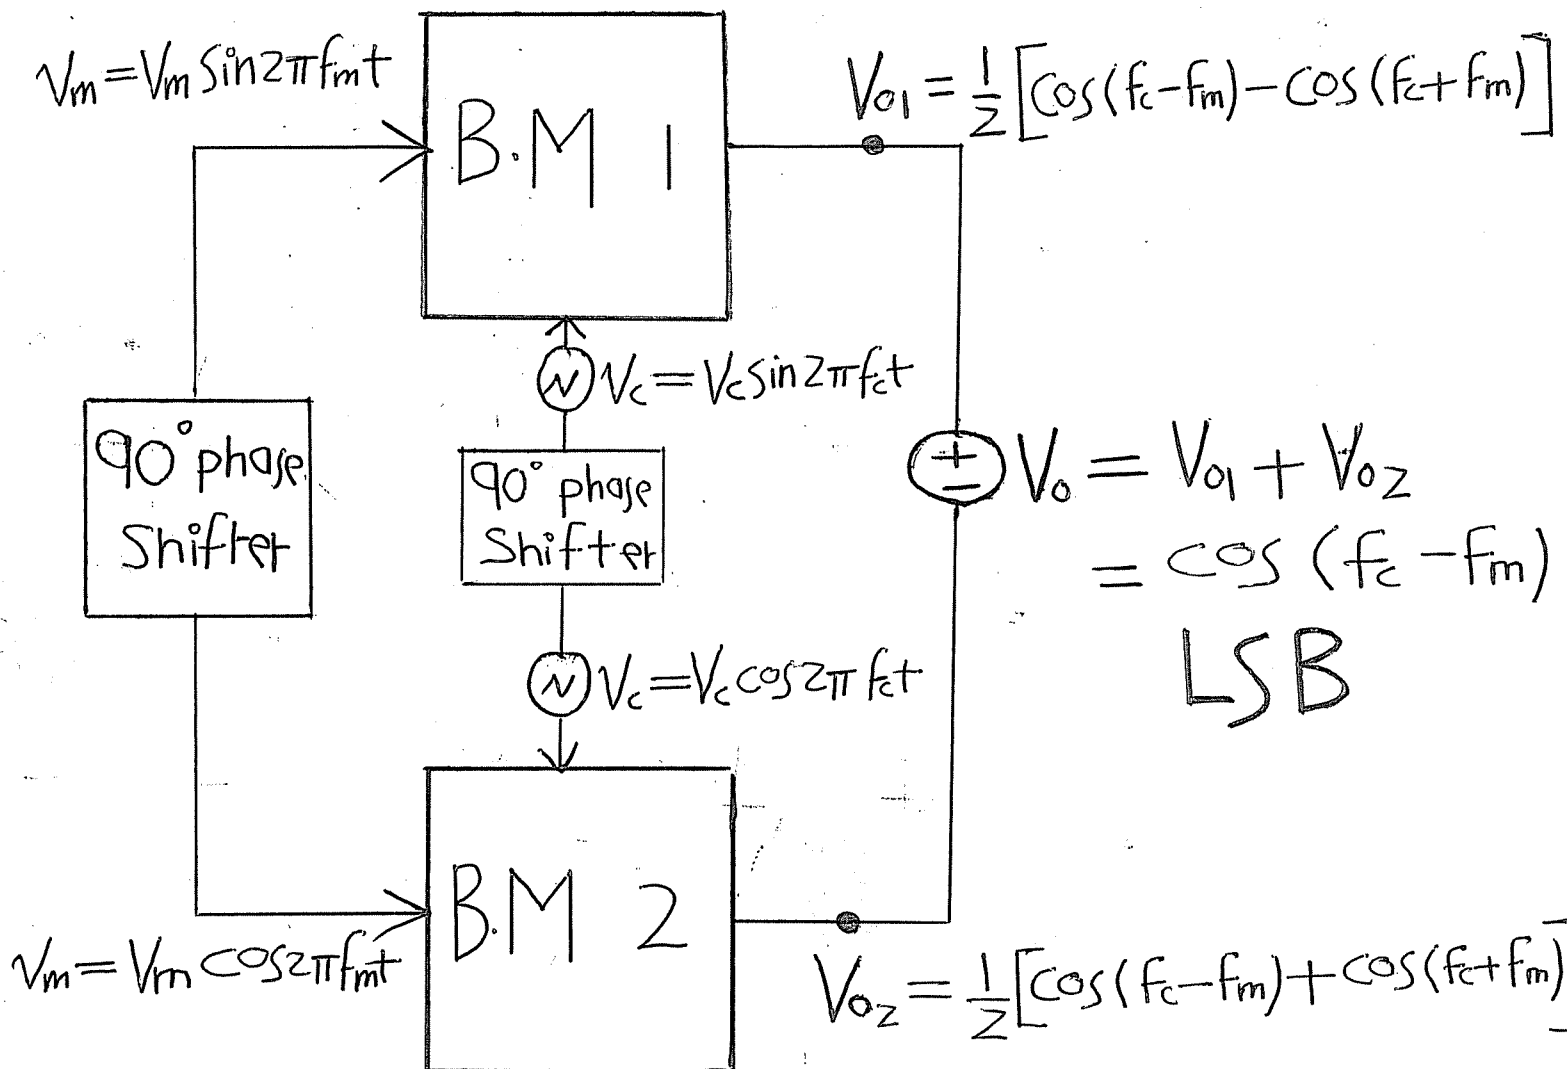 Vm=Vm sin2πfmt
B.M 1
Vo1 = 1/2 [cos(fc-fm)-cos(fc+fm)]
Vc=Vc sin2πfct
90° phase
shifter
90° phase
shifter
+
−
Vo = Vo1 + Vo2
= cos (fc -fm)
LSB
Vc=Vc cos2πfct
B.M 2
Vm=Vm cos2πfmt
Vo2 = 1/2 [cos(fc-fm)+cos(fc+fm)]